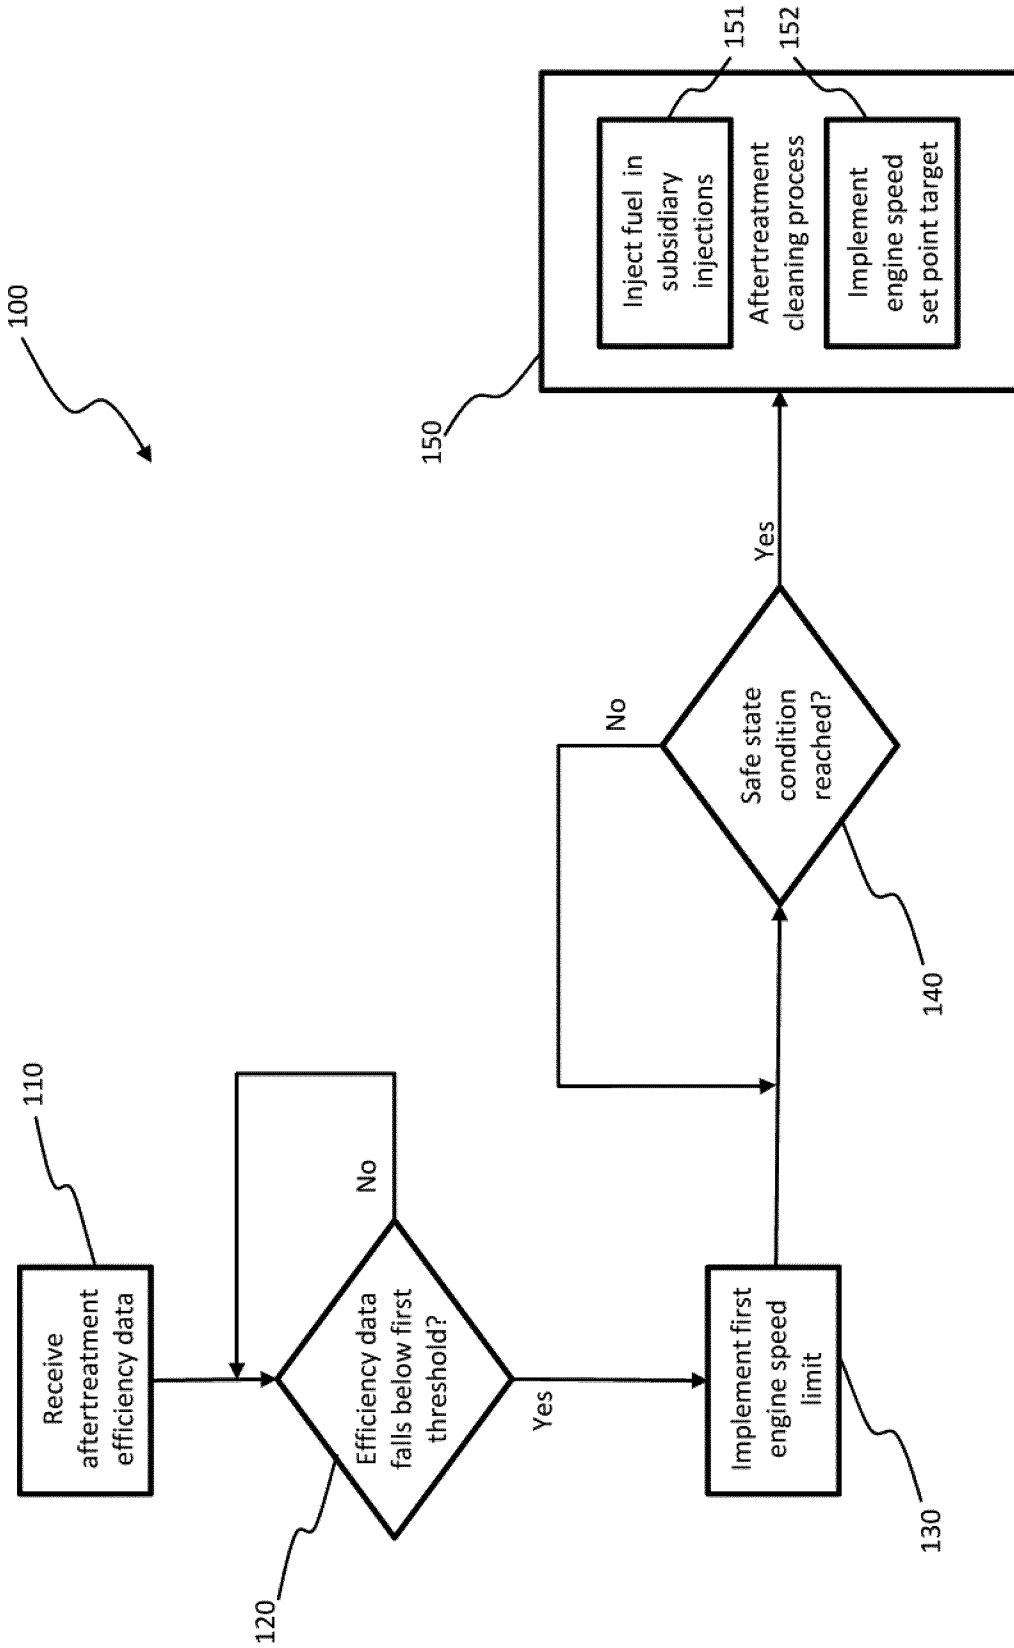 100
110
Receive
aftertreatment
efficiency data
120
Efficiency data
falls below first
threshold?
No
Yes
130
Implement first
engine speed
limit
140
Safe state
condition
reached?
No
Yes
150
151
Inject fuel in
subsidiary
injections
Aftertreatment
cleaning process
152
Implement
engine speed
set point target